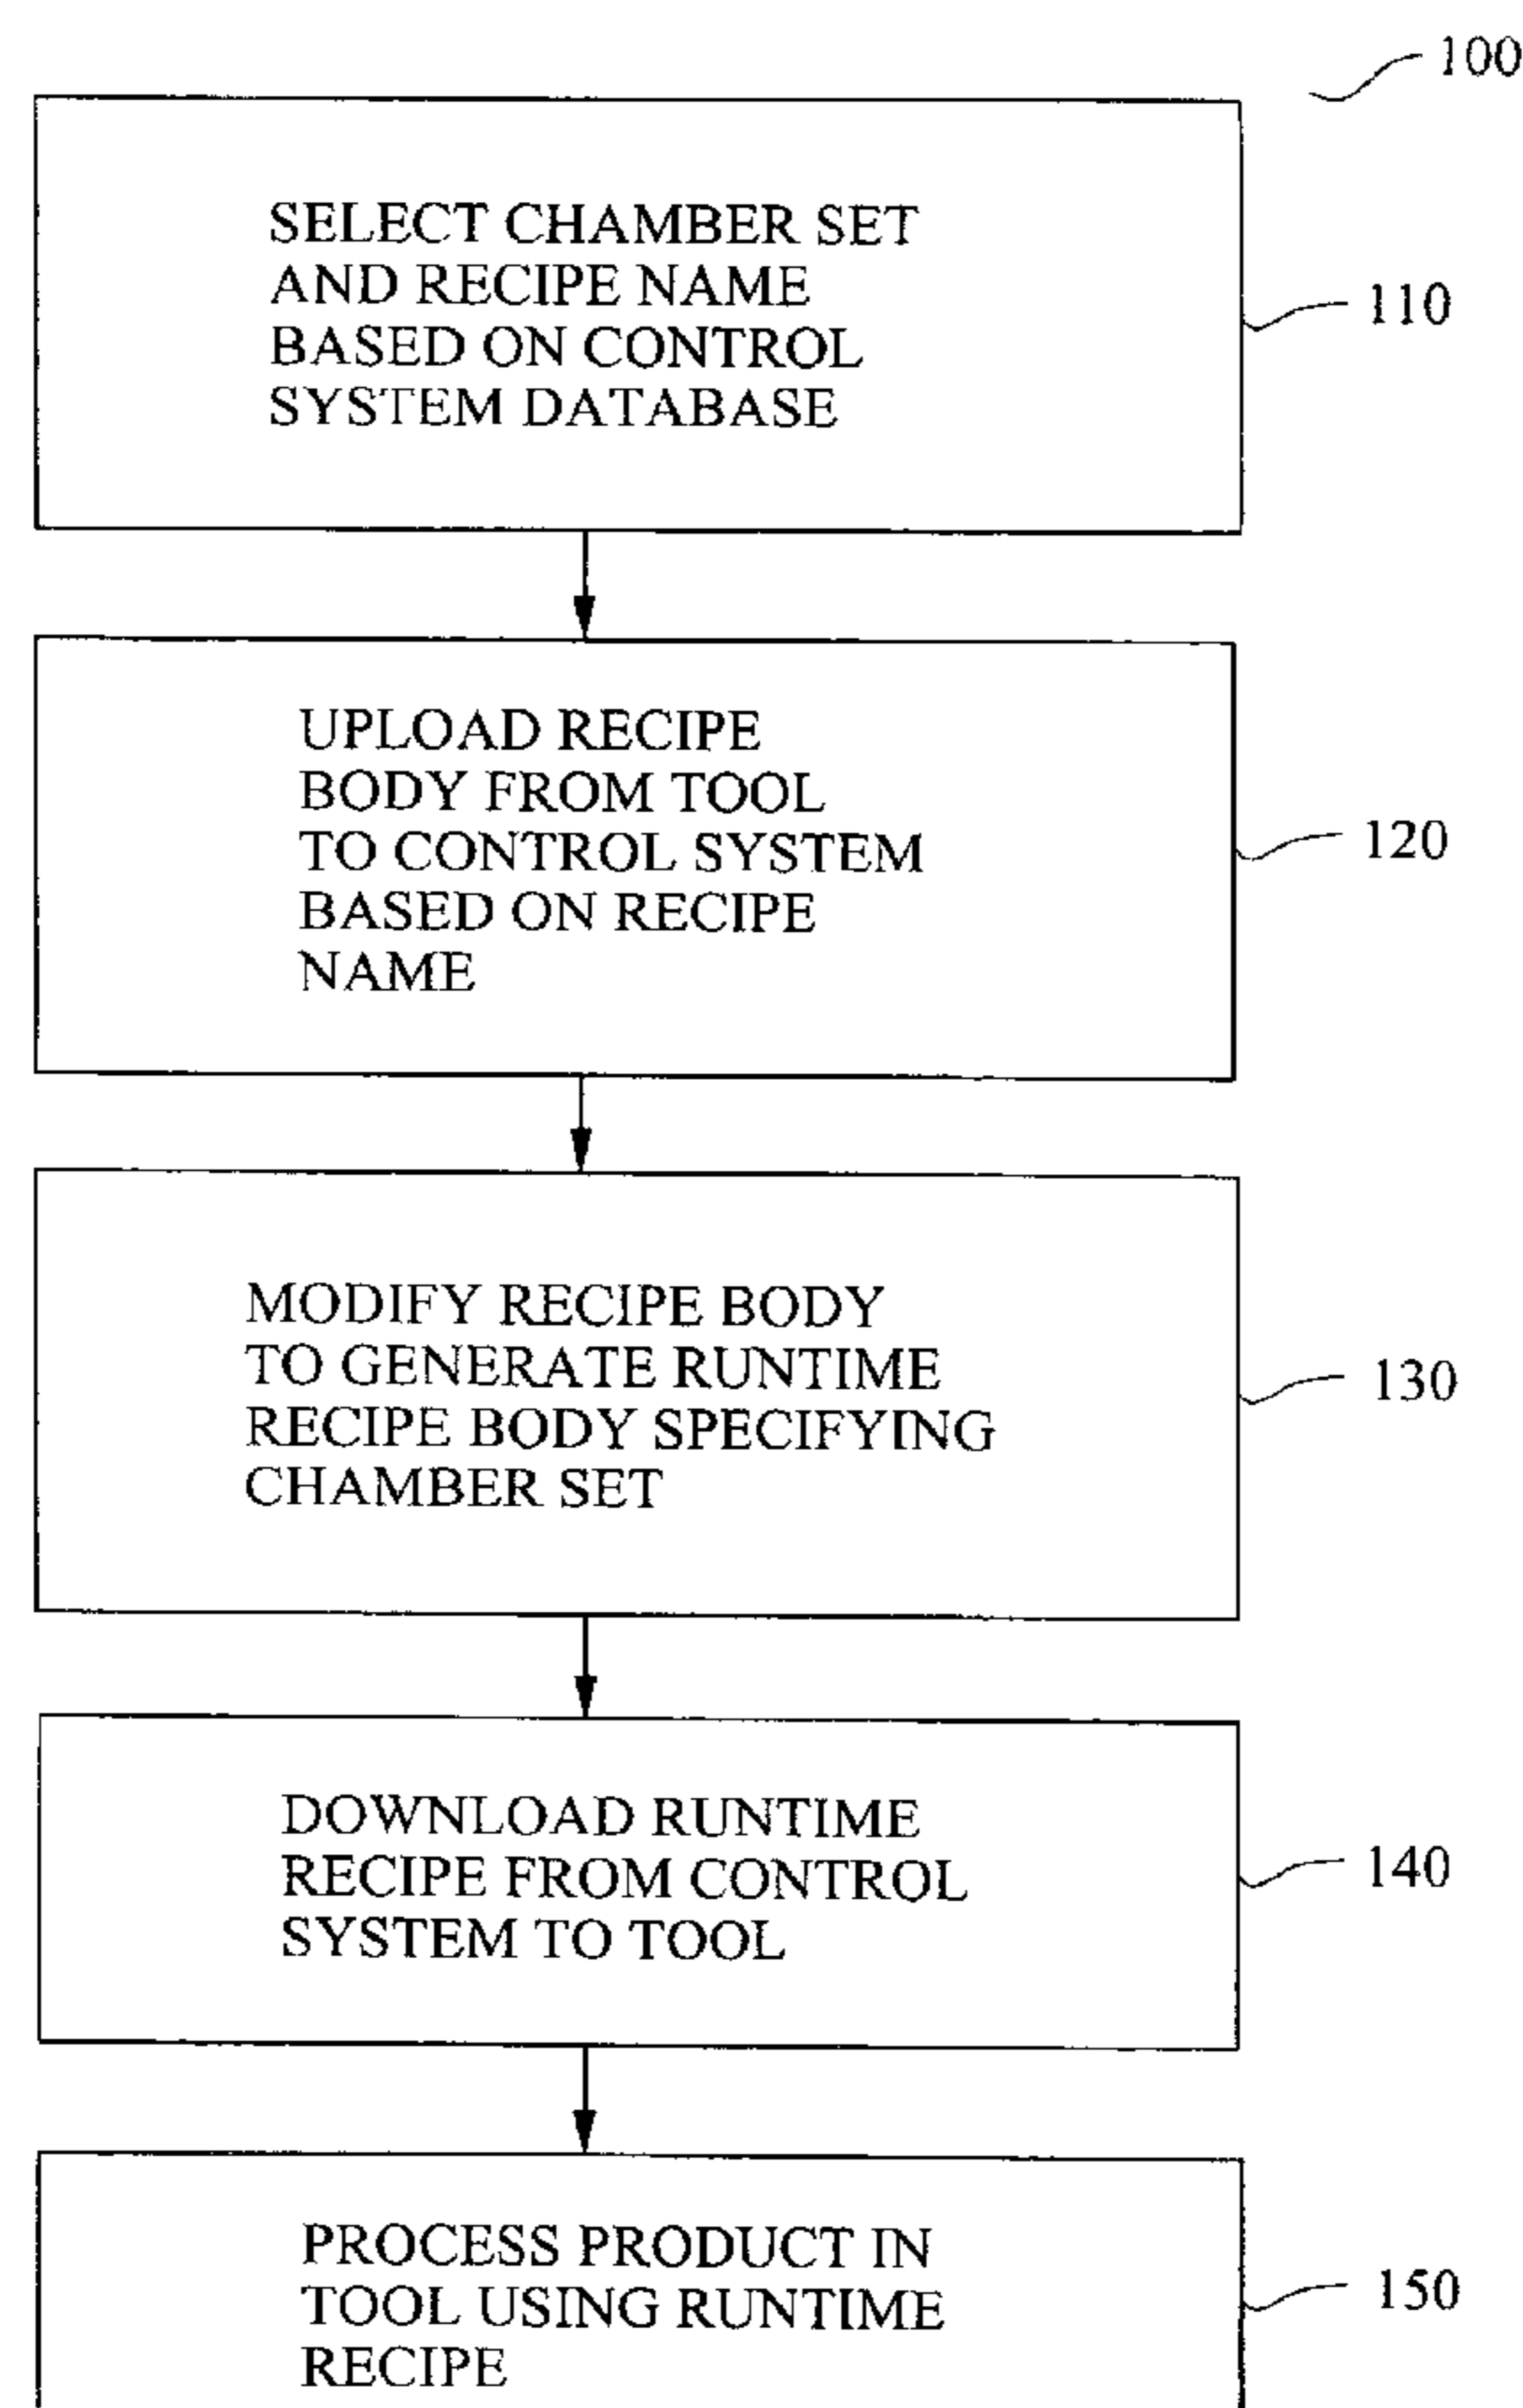 100
SELECT CHAMBER SET
AND RECIPE NAME
BASED ON CONTROL
SYSTEM DATABASE
110
UPLOAD RECIPE
BODY FROM TOOL
TO CONTROL SYSTEM
BASED ON RECIPE
NAME
120
MODIFY RECIPE BODY
TO GENERATE RUNTIME
RECIPE BODY SPECIFYING
CHAMBER SET
130
DOWNLOAD RUNTIME
RECIPE FROM CONTROL
SYSTEM TO TOOL
140
PROCESS PRODUCT IN
TOOL USING RUNTIME
RECIPE
150